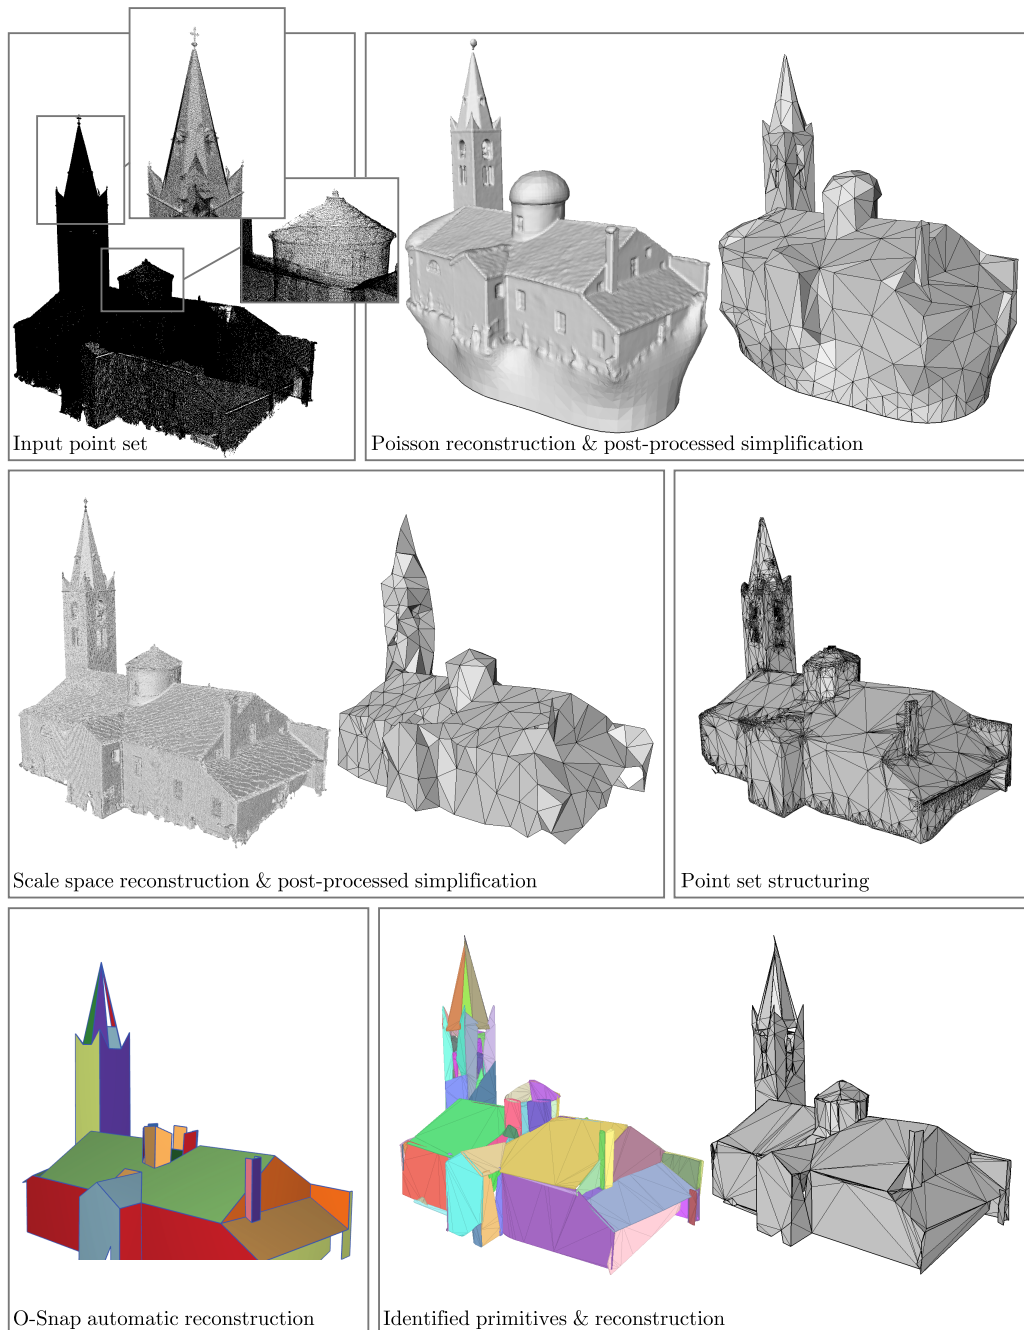 Input point set
Poisson reconstruction & post-processed simplification
Scale space reconstruction & post-processed simplification
Point set structuring
O-Snap automatic reconstruction
Identified primitives & reconstruction